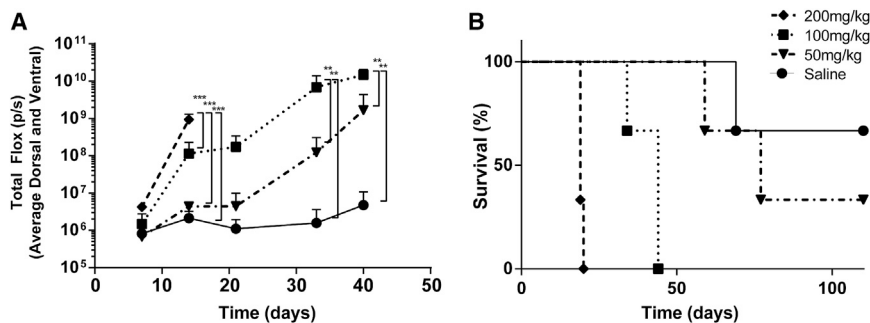 A
Total Flox (p/s)
(Average Dorsal and Ventral)
10^11
10^10
10^9
10^8
10^7
10^6
10^5
***
***
***
**
**
**
**
0
10
20
30
40
50
Time (days)
B
200mg/kg
100mg/kg
50mg/kg
Saline
Survival (%)
100
50
0
0
50
100
Time (days)